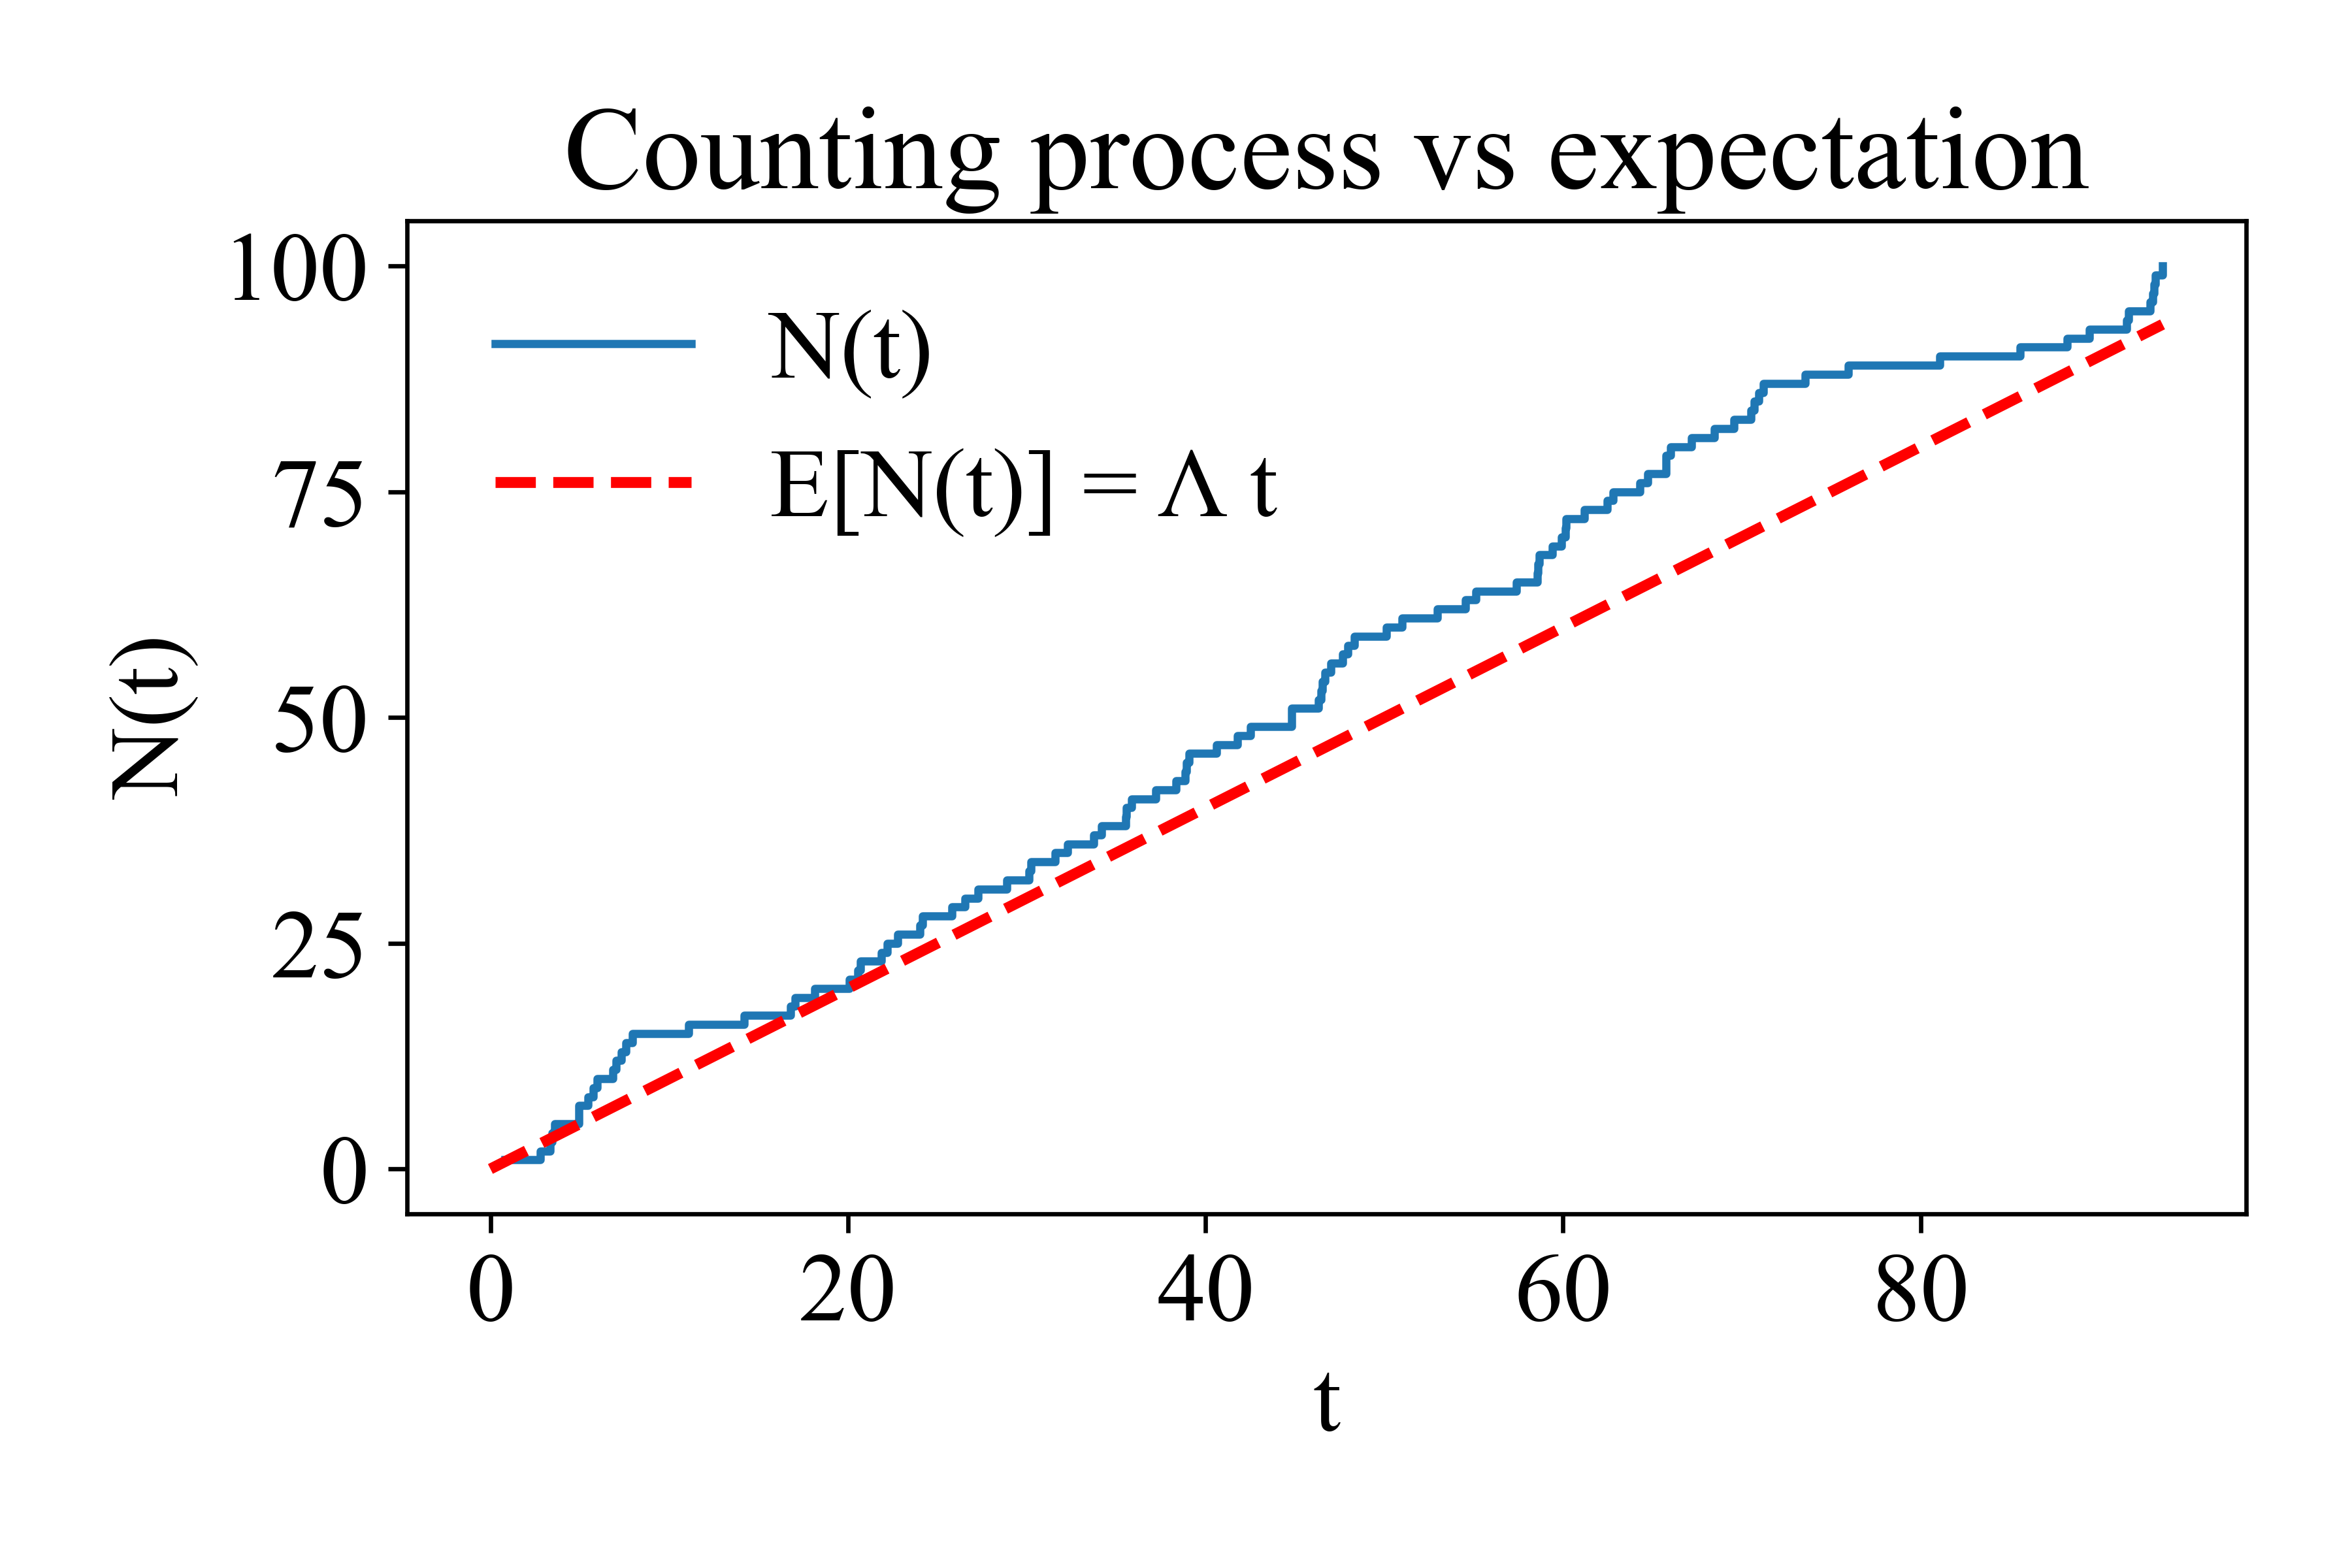 Counting process vs expectation
100
75
50
25
0
N(t)
N(t)
E[N(t)] = Λ t
0 20 40 60 80
t